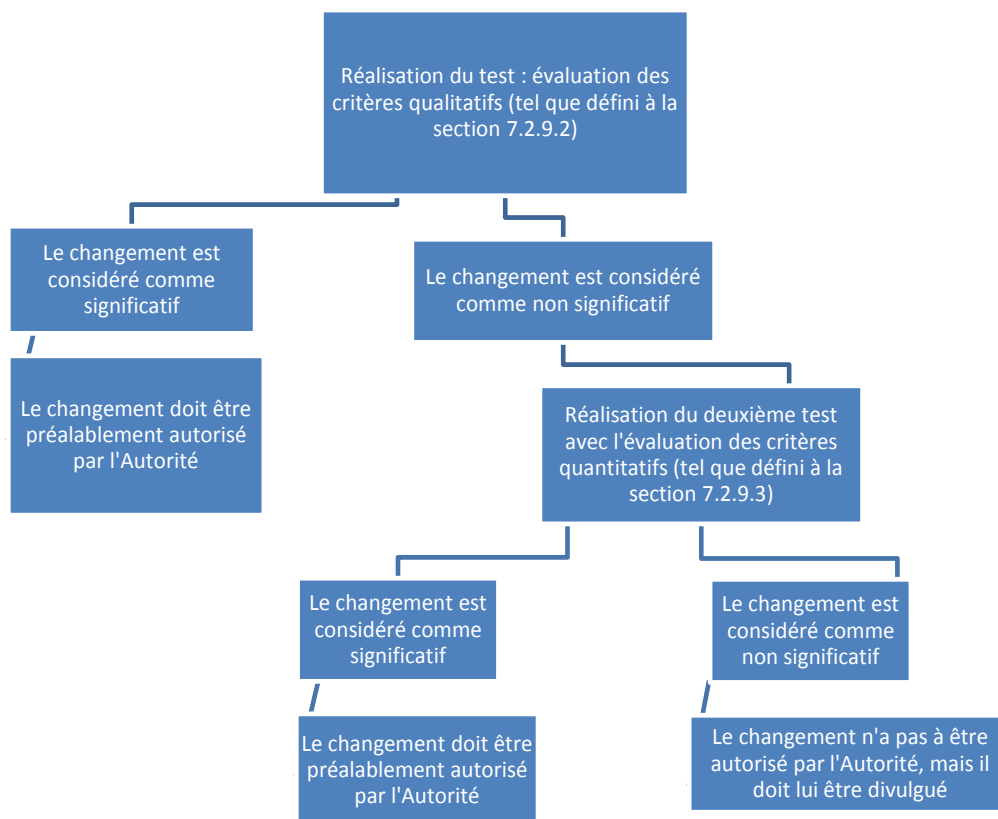 Réalisation du test : évaluation des
critères qualitatifs (tel que défini à la
section 7.2.9.2)
Le changement est
considéré comme
significatif
Le changement est considéré
comme non significatif
Le changement doit être
préalablement autorisé
par l'Autorité
Réalisation du deuxième test
avec l'évaluation des critères
quantitatifs (tel que défini à la
section 7.2.9.3)
Le changement est
considéré comme
significatif
Le changement est
considéré comme
non significatif
Le changement doit être
préalablement autorisé
par l'Autorité
Le changement n'a pas à être
autorisé par l'Autorité, mais il
doit lui être divulgué